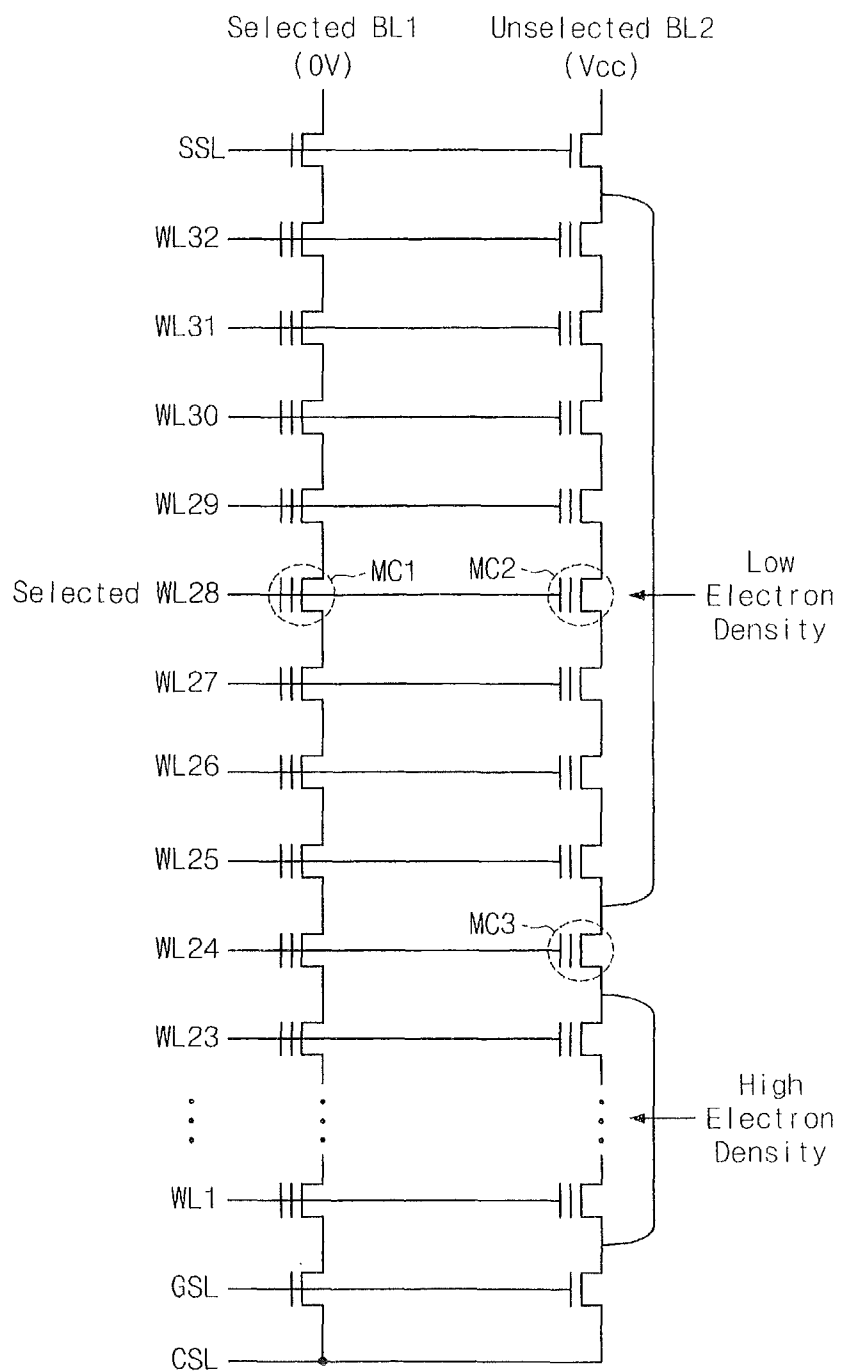 Selected BL1
(0V)
Unselected BL2
(Vcc)
SSL
WL32
WL31
WL30
WL29
Selected WL28
MC1
MC2
Low
Electron
Density
WL27
WL26
WL25
MC3
WL24
WL23
High
Electron
Density
WL1
GSL
CSL